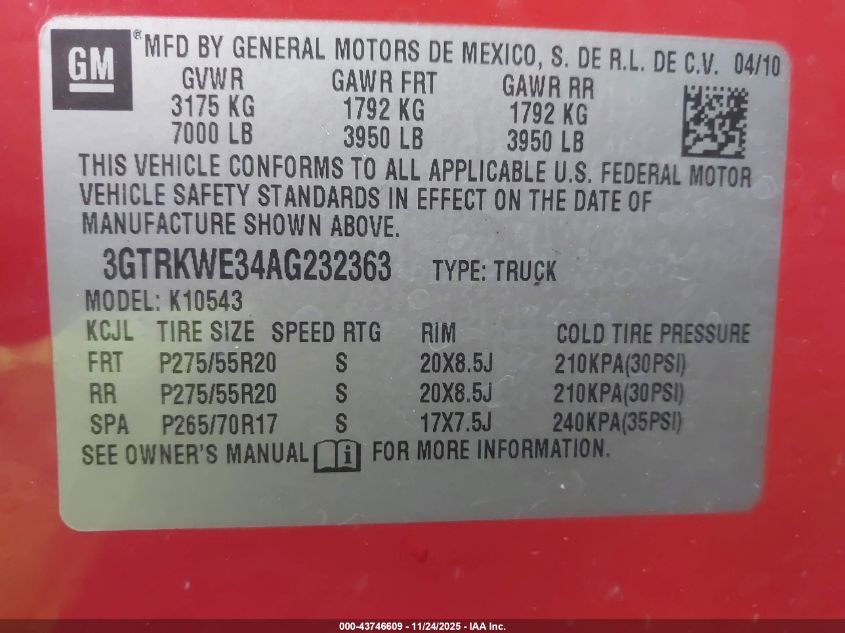 GM
® MFD BY GENERAL MOTORS DE MEXICO, S. DE R.L. DE C.V. 04/10
GVWR GAWR FRT GAWR RR
3175 KG 1792 KG 1792 KG
7000 LB 3950 LB 3950 LB
THIS VEHICLE CONFORMS TO ALL APPLICABLE U.S. FEDERAL MOTOR
VEHICLE SAFETY STANDARDS IN EFFECT ON THE DATE OF
MANUFACTURE SHOWN ABOVE.
3GTRKWE34AG232363 TYPE: TRUCK
MODEL: K10543
KCJL TIRE SIZE SPEED RTG RIM COLD TIRE PRESSURE
FRT P275/55R20 S 20X8.5J 210KPA(30PSI)
RR P275/55R20 S 20X8.5J 210KPA(30PSI)
SPA P265/70R17 S 17X7.5J 240KPA(35PSI)
SEE OWNER'S MANUAL i FOR MORE INFORMATION.
000-43746609 - 11/24/2025 - IAA Inc.